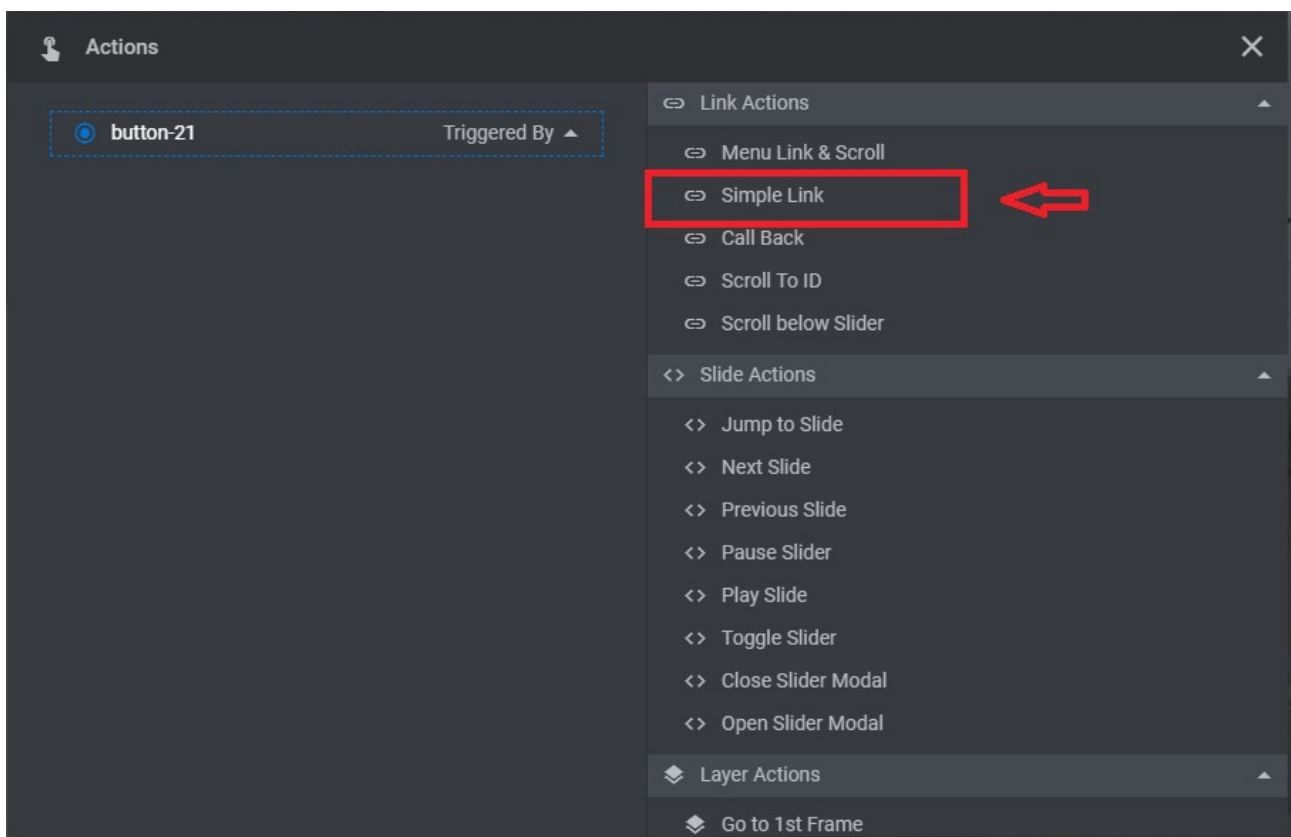 Actions
button-21 Triggered By
Link Actions
Menu Link & Scroll
Simple Link
Call Back
Scroll To ID
Scroll below Slider
Slide Actions
Jump to Slide
Next Slide
Previous Slide
Pause Slider
Play Slide
Toggle Slider
Close Slider Modal
Open Slider Modal
Layer Actions
Go to 1st Frame